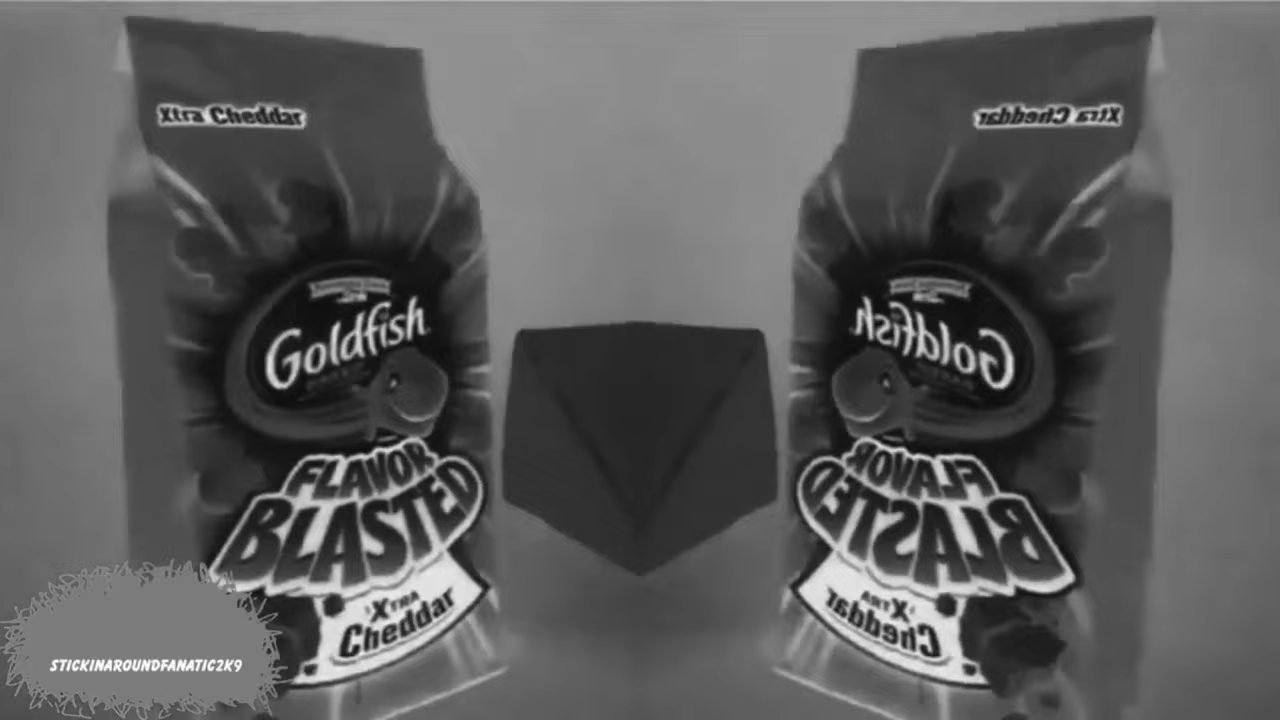 Xtra Cheddar
Goldfish
FLAVOR
BLASTED
XTRA
Cheddar
Xtra Cheddar
Goldfish
FLAVOR
BLASTED
XTRA
Cheddar
STICKINAROUNDFANATIC2K9